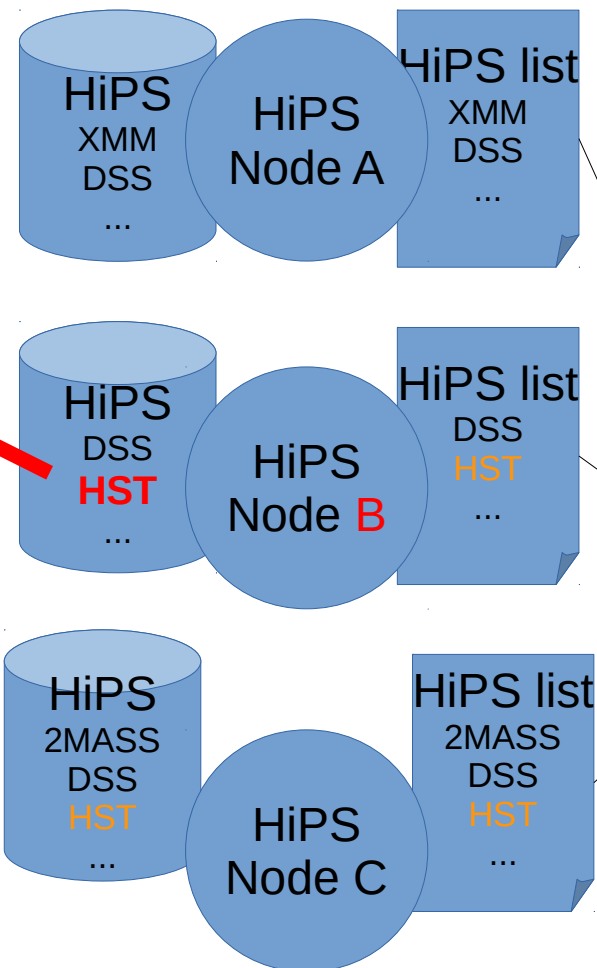 HiPS
XMM
DSS
...
HiPS
Node A
HiPS list
XMM
DSS
...
HiPS
DSS
HST
...
HiPS
Node B
HiPS list
DSS
HST
...
HiPS
2MASS
DSS
HST
...
HiPS
Node C
HiPS list
2MASS
DSS
HST
...